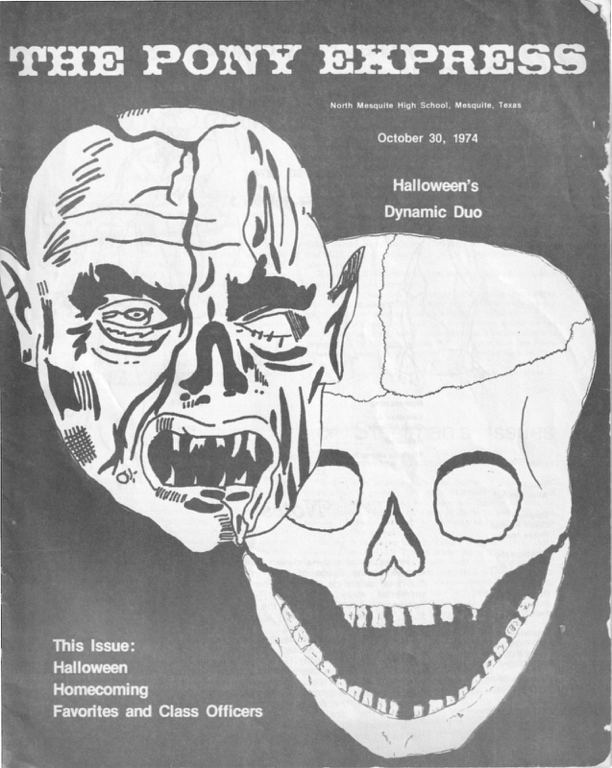 THE PONY EXPRESS
North Mesquite High School, Mesquite, Texas
October 30, 1974
Halloween's
Dynamic Duo
This Issue:
Halloween
Homecoming
Favorites and Class Officers